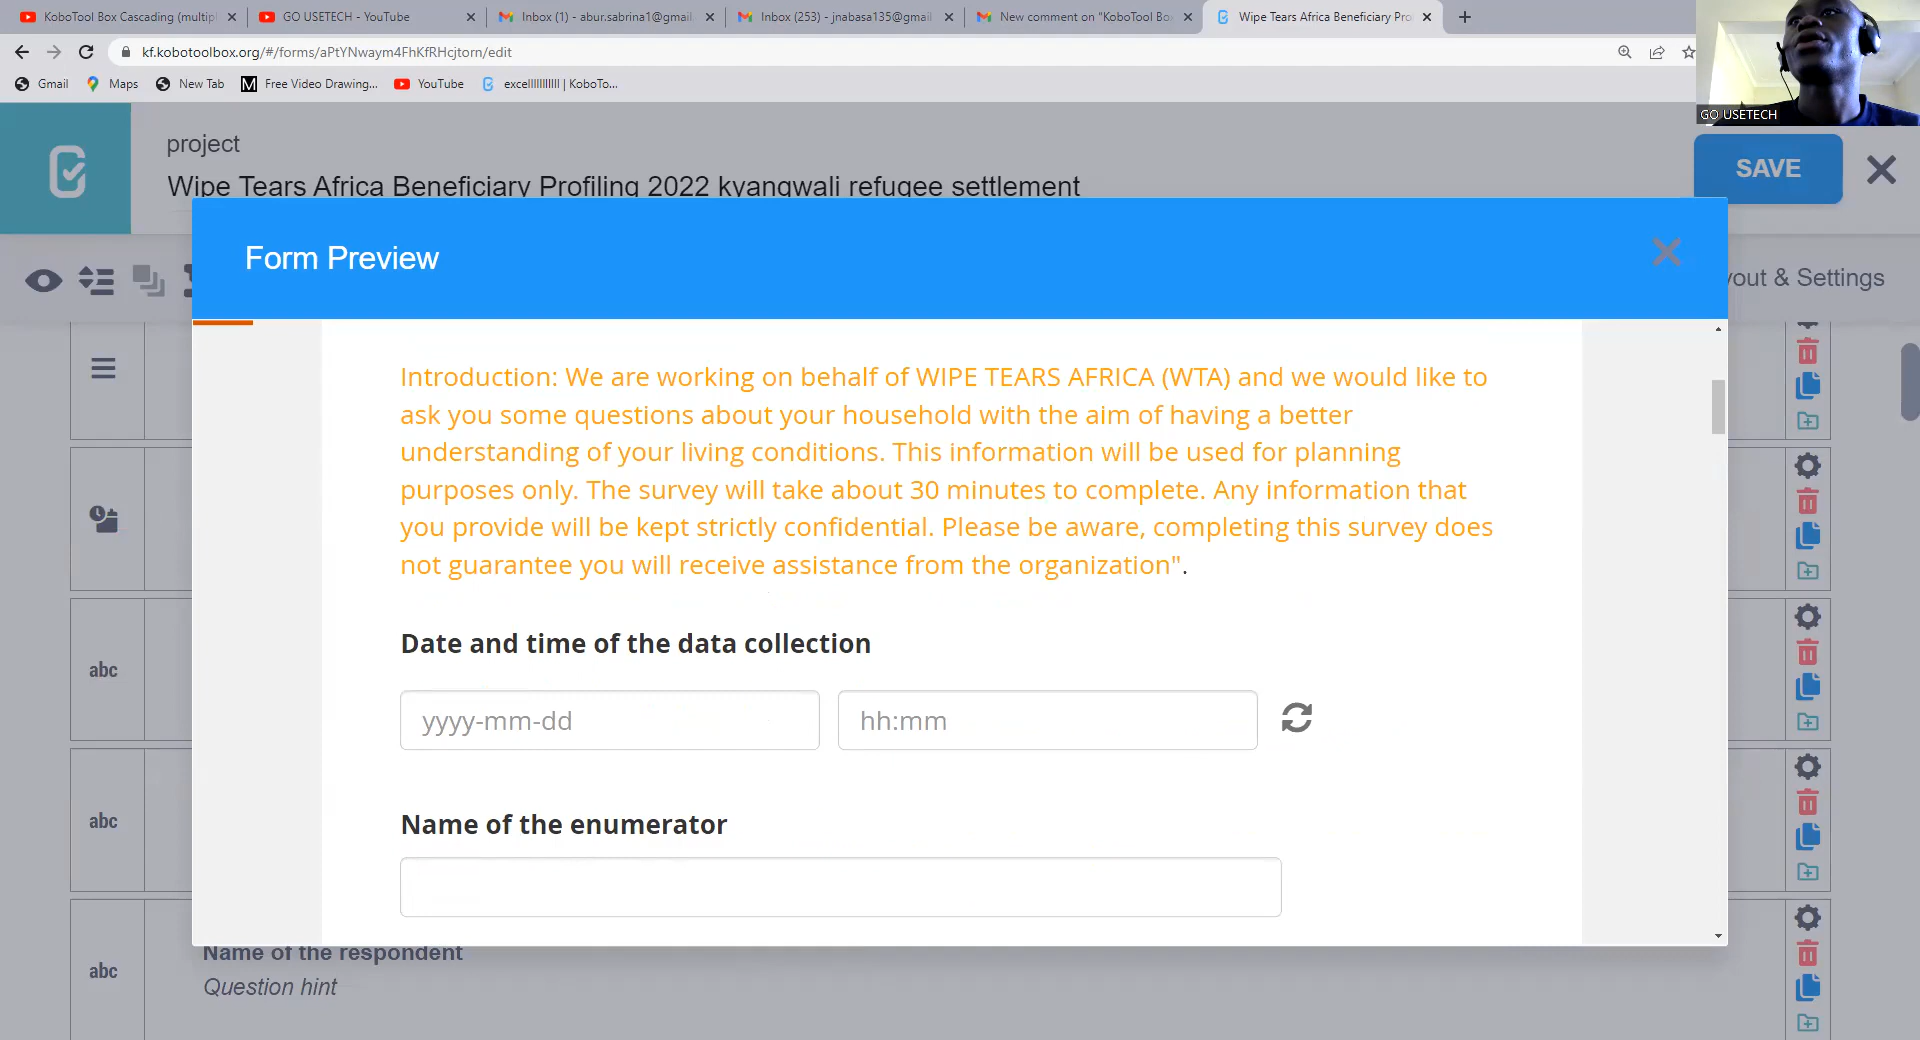 KoboTool Box Cascading (multip
GO USETECH - YouTube
Inbox (1) - abur.sabrina1@gmail
Inbox (253) - jnabasa135@gmail
New comment on "KoboTool Bo
Wipe Tears Africa Beneficiary Pro
kf.kobotoolbox.org/#/forms/aPtYNwaym4FhKfRHcjtorn/edit
Gmail
Maps
New Tab
Free Video Drawing...
YouTube
excelllllllllll | KoboTo...
GO USETECH
project
Wipe Tears Africa Beneficiary Profiling 2022 kyangwali refugee settlement
SAVE
Form Preview
yout & Settings
Introduction: We are working on behalf of WIPE TEARS AFRICA (WTA) and we would like to
ask you some questions about your household with the aim of having a better
understanding of your living conditions. This information will be used for planning
purposes only. The survey will take about 30 minutes to complete. Any information that
you provide will be kept strictly confidential. Please be aware, completing this survey does
not guarantee you will receive assistance from the organization".
Date and time of the data collection
yyyy-mm-dd
hh:mm
abc
Name of the enumerator
abc
Name of the respondent
abc
Question hint